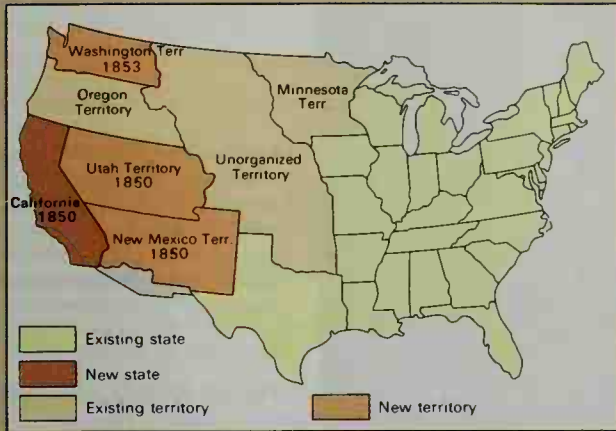 Washington Terr
1853
Oregon
Territory
Minnesota
Terr
Unorganized
Territory
Utah Territory
1850
California
1850
New Mexico Terr.
1850
Existing state
New state
Existing territory
New territory